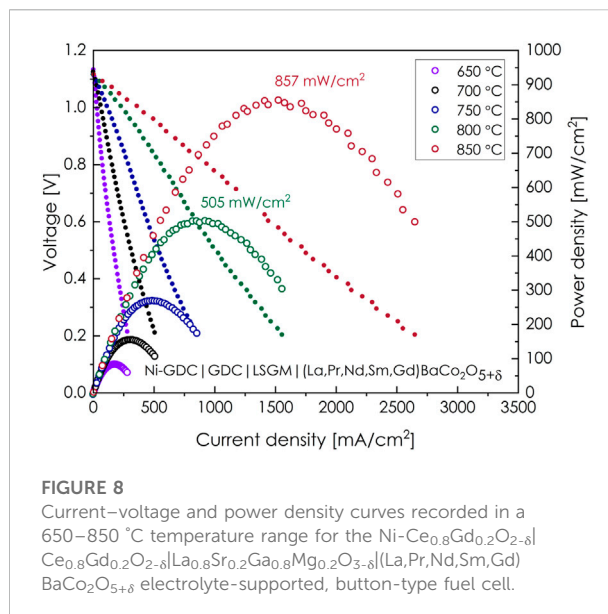 857 mW/cm²
505 mW/cm²
650 °C
700 °C
750 °C
800 °C
850 °C
1.2
1.0
0.8
0.6
0.4
0.2
0.0
Voltage [V]
1000
900
800
700
600
500
400
300
200
100
0
Power density [mW/cm²]
Ni-GDC | GDC | LSGM | (La,Pr,Nd,Sm,Gd)BaCo₂O₅₊δ
0 500 1000 1500 2000 2500 3000 3500
Current density [mA/cm²]
FIGURE 8
Current–voltage and power density curves recorded in a
650–850 °C temperature range for the Ni-Ce₀.₈Gd₀.₂O₂₋δ|
Ce₀.₈Gd₀.₂O₂₋δ|La₀.₈Sr₀.₂Ga₀.₈Mg₀.₂O₃₋δ|(La,Pr,Nd,Sm,Gd)
BaCo₂O₅₊δ electrolyte-supported, button-type fuel cell.